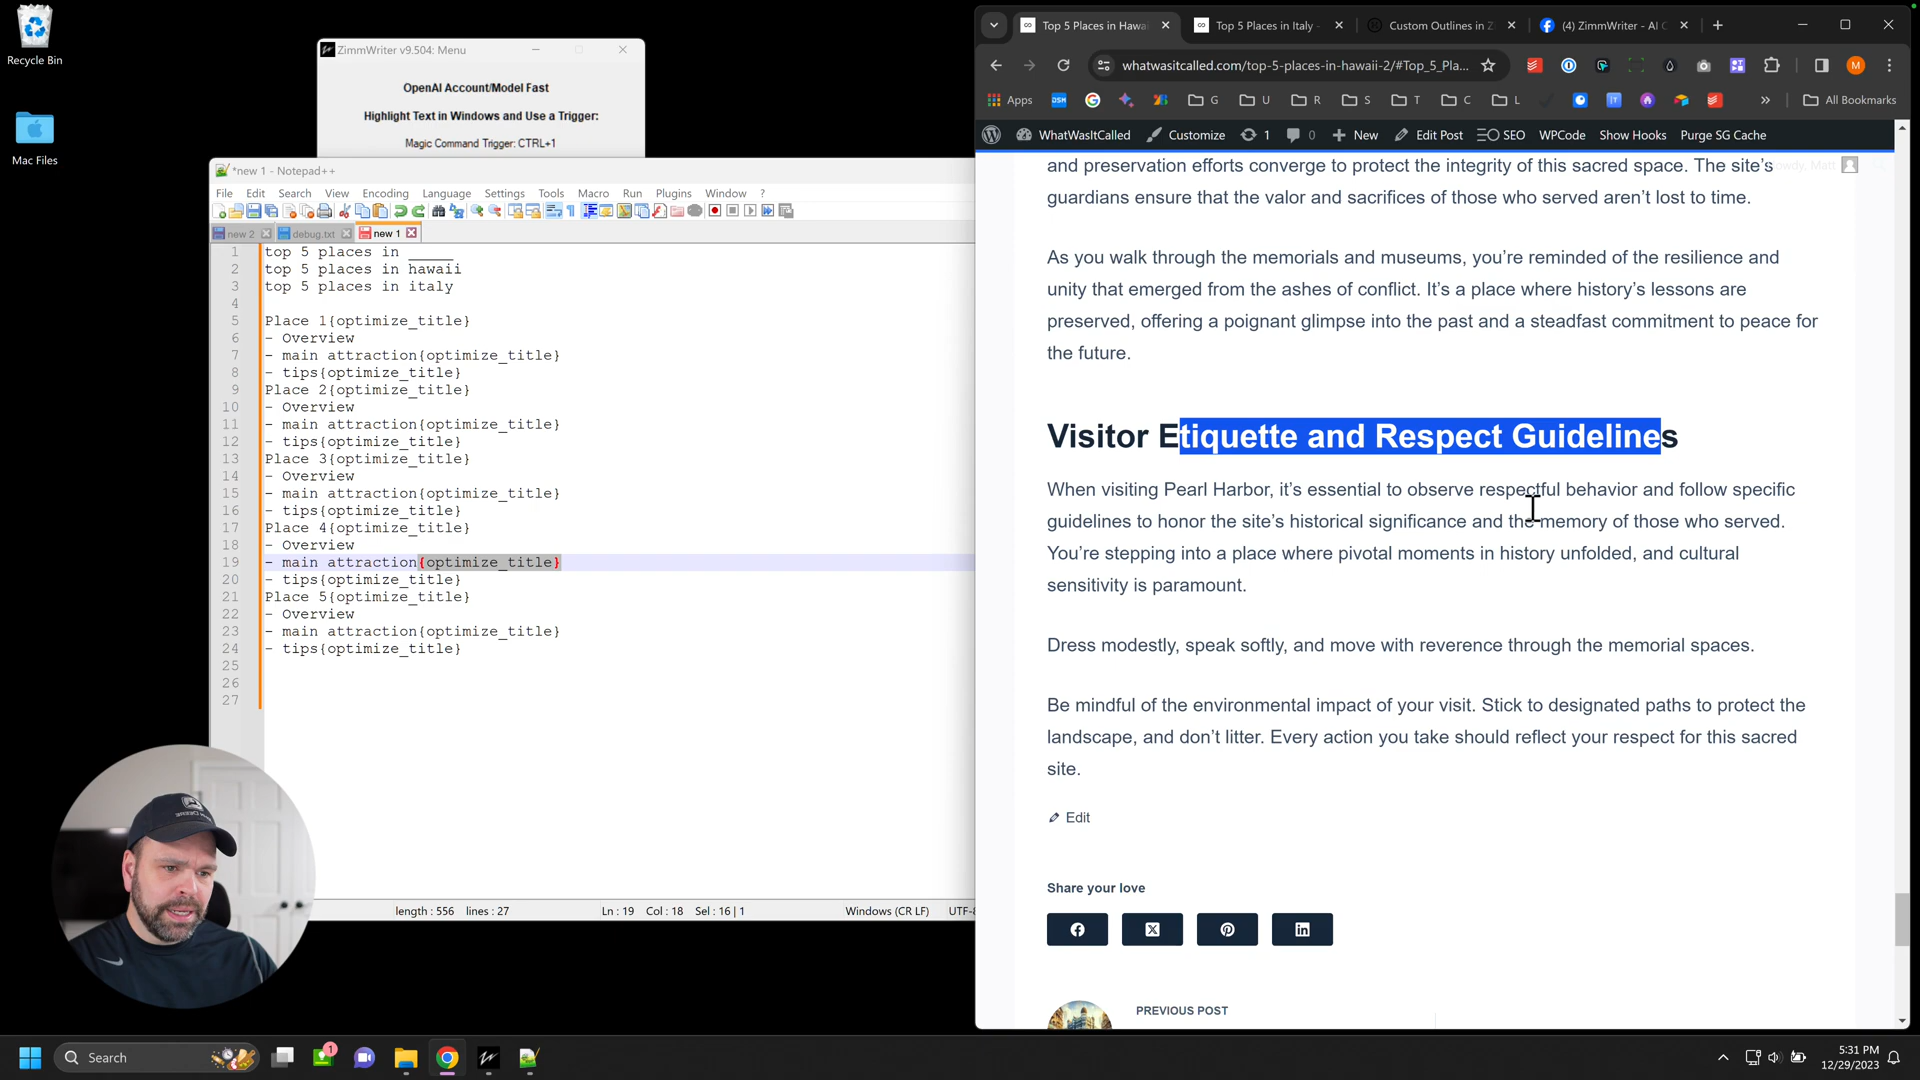 Recycle Bin
Mac Files
ZimmWriter v9.504: Menu
OpenAI Account/Model Fast
Highlight Text in Windows and Use a Trigger:
Magic Command Trigger: CTRL+1
*new 1 - Notepad++
File Edit Search View Encoding Language Settings Tools Macro Run Plugins Window ?
new 2 debug.txt new 1
1 top 5 places in _____
2 top 5 places in hawaii
3 top 5 places in italy
4
5 Place 1{optimize_title}
6 - Overview
7 - main attraction{optimize_title}
8 - tips{optimize_title}
9 Place 2{optimize_title}
10 - Overview
11 - main attraction{optimize_title}
12 - tips{optimize_title}
13 Place 3{optimize_title}
14 - Overview
15 - main attraction{optimize_title}
16 - tips{optimize_title}
17 Place 4{optimize_title}
18 - Overview
19 - main attraction{optimize_title}
20 - tips{optimize_title}
21 Place 5{optimize_title}
22 - Overview
23 - main attraction{optimize_title}
24 - tips{optimize_title}
25
26
27
length : 556 lines : 27 Ln : 19 Col : 18 Sel : 16 | 1 Windows (CR LF) UTF-8
Top 5 Places in Hawai Top 5 Places in Italy - Custom Outlines in Z (4) ZimmWriter - AI C
whatwasitcalled.com/top-5-places-in-hawaii-2/#Top_5_Pla...
Apps G U R S T C L All Bookmarks
WhatWasItCalled Customize 1 0 New Edit Post SEO WPCode Show Hooks Purge SG Cache
Howdy, Matt
and preservation efforts converge to protect the integrity of this sacred space. The site's
guardians ensure that the valor and sacrifices of those who served aren't lost to time.
As you walk through the memorials and museums, you're reminded of the resilience and
unity that emerged from the ashes of conflict. It's a place where history's lessons are
preserved, offering a poignant glimpse into the past and a steadfast commitment to peace for
the future.
Visitor Etiquette and Respect Guidelines
When visiting Pearl Harbor, it's essential to observe respectful behavior and follow specific
guidelines to honor the site's historical significance and the memory of those who served.
You're stepping into a place where pivotal moments in history unfolded, and cultural
sensitivity is paramount.
Dress modestly, speak softly, and move with reverence through the memorial spaces.
Be mindful of the environmental impact of your visit. Stick to designated paths to protect the
landscape, and don't litter. Every action you take should reflect your respect for this sacred
site.
Edit
Share your love
PREVIOUS POST
Search
1
5:31 PM
12/29/2023